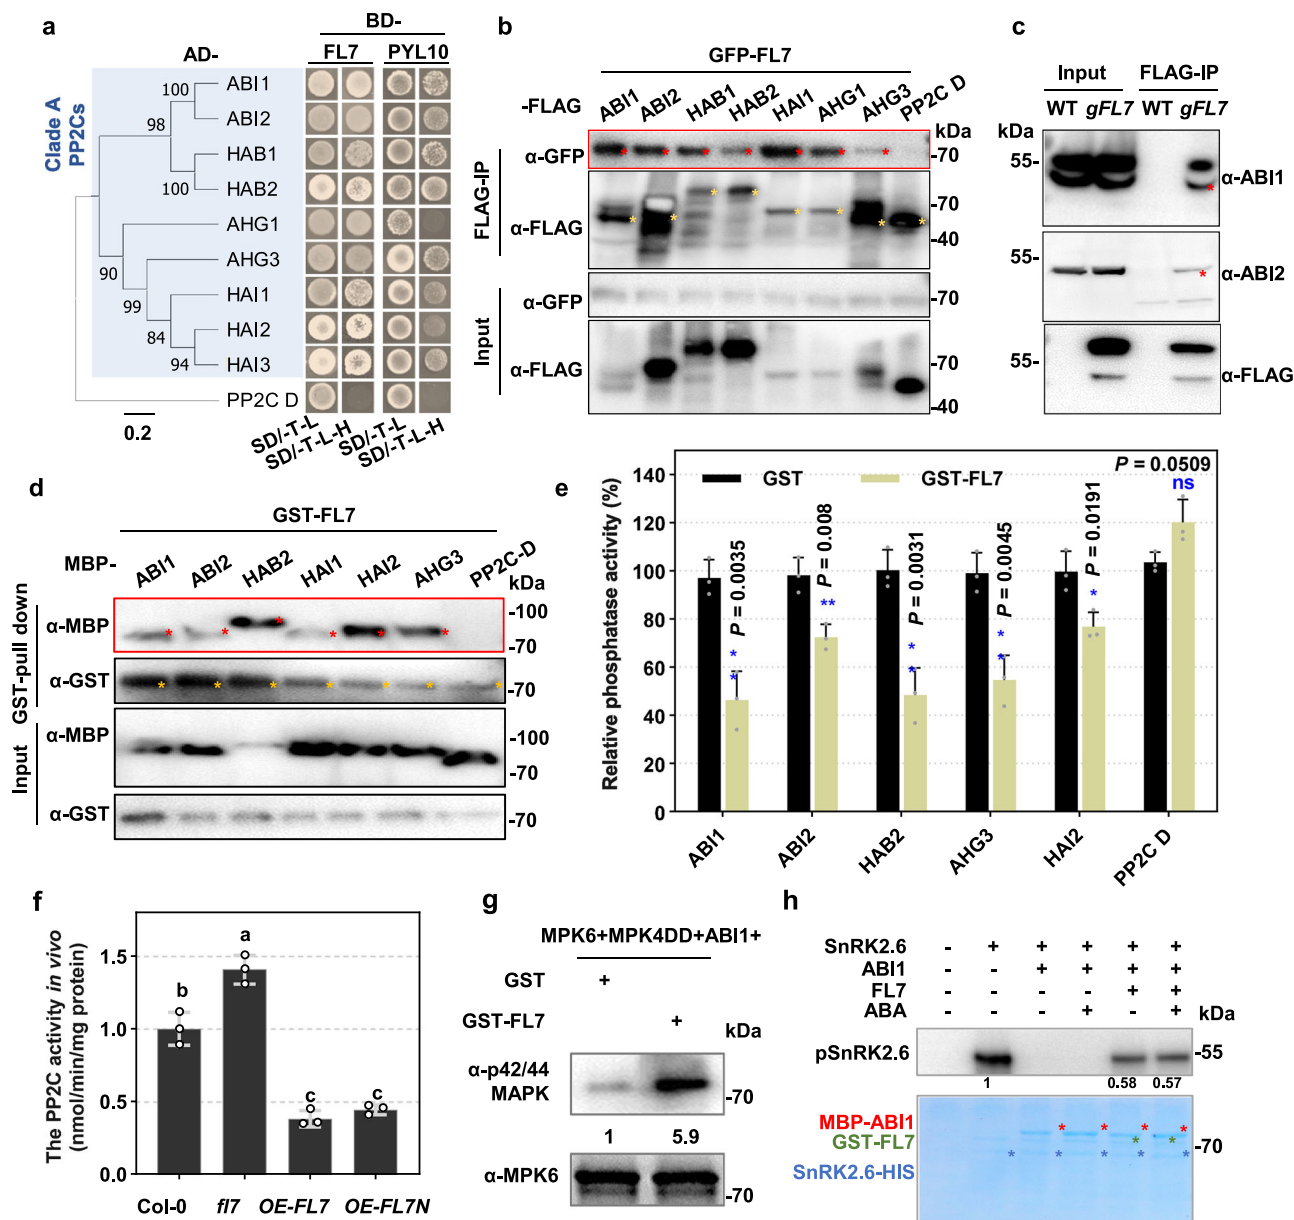 a
AD-
BD-
FL7
PYL10
Clade A
PP2Cs
ABI1
ABI2
HAB1
HAB2
AHG1
AHG3
HAI1
HAI2
HAI3
PP2C D
100
98
100
90
99
84
94
0.2
SD/-T-L
SD/-T-L-H
SD/-T-L
SD/-T-L-H
b
GFP-FL7
-FLAG ABI1 ABI2 HAB1 HAB2 HAI1 AHG1 AHG3 PP2C D
kDa
FLAG-IP
α-GFP -70
α-FLAG -70
-40
Input
α-GFP -70
α-FLAG -70
-40
c
Input FLAG-IP
WT gFL7 WT gFL7
kDa
55- α-ABI1
55- α-ABI2
55- α-FLAG
d
GST-FL7
MBP- ABI1 ABI2 HAB2 HAI1 HAI2 AHG3 PP2C-D
kDa
GST-pull down
α-MBP -100
-70
α-GST -70
Input
α-MBP -100
-70
α-GST -70
e
Relative phosphatase activity (%)
140
120
100
80
60
40
20
0
GST GST-FL7
P = 0.0035
**
P = 0.008
**
P = 0.0031
**
P = 0.0045
**
P = 0.0191
*
P = 0.0509
ns
ABI1 ABI2 HAB2 AHG3 HAI2 PP2C D
f
The PP2C activity in vivo
(nmol/min/mg protein)
1.5
1.0
0.5
0.0
b a c c
Col-0 fl7 OE-FL7 OE-FL7N
g
MPK6+MPK4DD+ABI1+
GST +
GST-FL7 +
kDa
α-p42/44
MAPK -70
1 5.9
α-MPK6 -70
h
SnRK2.6 - + + + + +
ABI1 - - + + + +
FL7 - - - - + +
ABA - - - + - +
kDa
pSnRK2.6 -55
1 0.58 0.57
MBP-ABI1
GST-FL7 -70
SnRK2.6-HIS